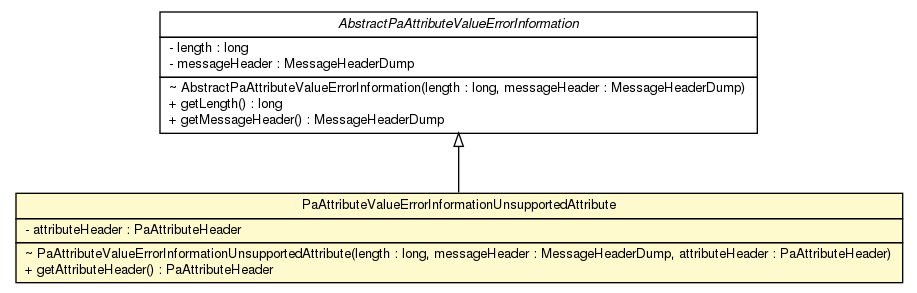 AbstractPaAttributeValueErrorInformation
- length : long
- messageHeader : MessageHeaderDump
~ AbstractPaAttributeValueErrorInformation(length : long, messageHeader : MessageHeaderDump)
+ getLength() : long
+ getMessageHeader() : MessageHeaderDump
PaAttributeValueErrorInformationUnsupportedAttribute
- attributeHeader : PaAttributeHeader
~ PaAttributeValueErrorInformationUnsupportedAttribute(length : long, messageHeader : MessageHeaderDump, attributeHeader : PaAttributeHeader)
+ getAttributeHeader() : PaAttributeHeader